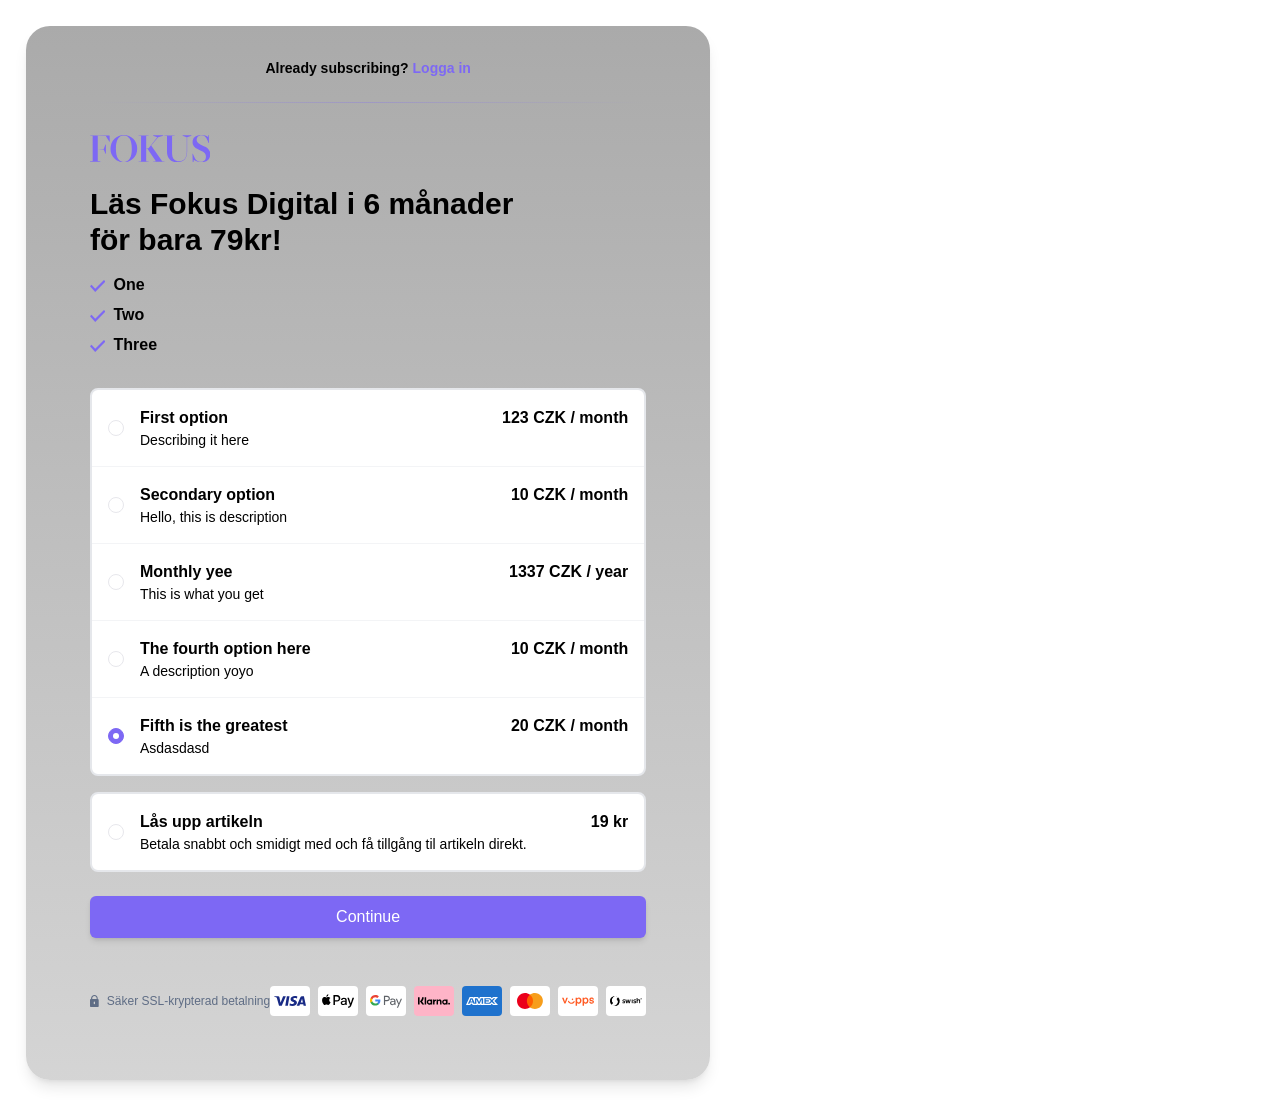 Already subscribing? Logga in
FOKUS
Läs Fokus Digital i 6 månader
för bara 79kr!
One
Two
Three
First option 123 CZK / month
Describing it here
Secondary option 10 CZK / month
Hello, this is description
Monthly yee 1337 CZK / year
This is what you get
The fourth option here 10 CZK / month
A description yoyo
Fifth is the greatest 20 CZK / month
Asdasdasd
Lås upp artikeln 19 kr
Betala snabbt och smidigt med och få tillgång til artikeln direkt.
Continue
Säker SSL-krypterad betalning VISA Pay G Pay Klarna. AMEX vipps swish